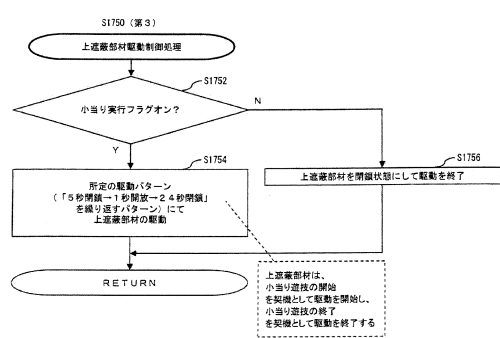 S1750（第３）
上遮蔽部材駆動制御処理
S1752
小当り実行フラグオン？
N
Y
S1754
所定の駆動パターン
（「５秒閉鎖→１秒開放→２４秒閉鎖」
を繰り返すパターン）にて
上遮蔽部材の駆動
S1756
上遮蔽部材を閉鎖状態にして駆動を終了
上遮蔽部材は、
小当り遊技の開始
を契機として駆動を開始し、
小当り遊技の終了
を契機として駆動を終了する
ＲＥＴＵＲＮ